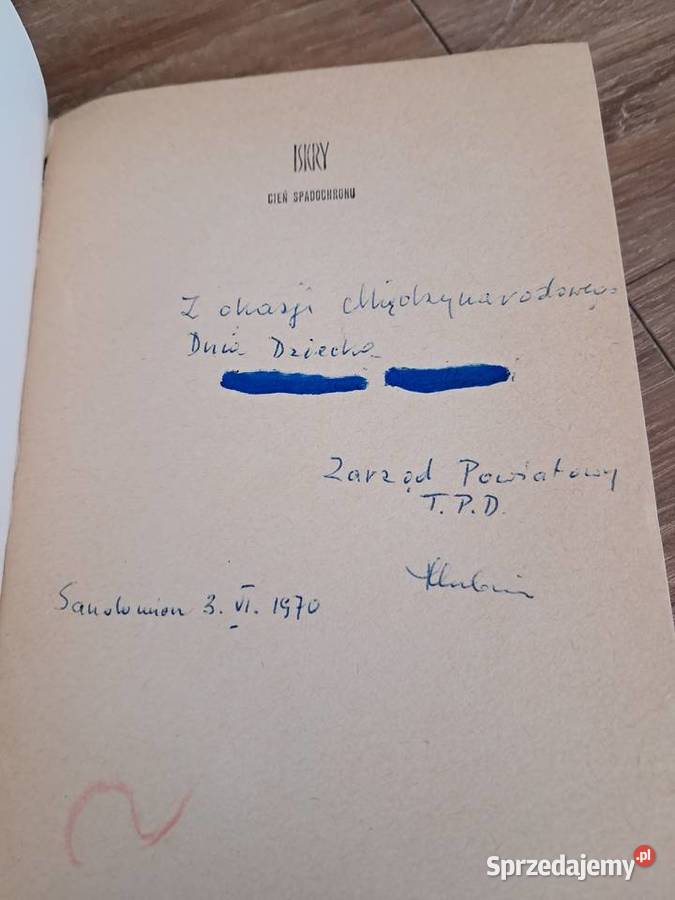 ISKRY
CIEŃ SPADOCHRONU
Z okazji Międzynarodowego
Dnia Dziecka
Zarząd Powiatowy
T.P.D.
Sandomierz 3. VI. 1970
Sprzedajemy.pl